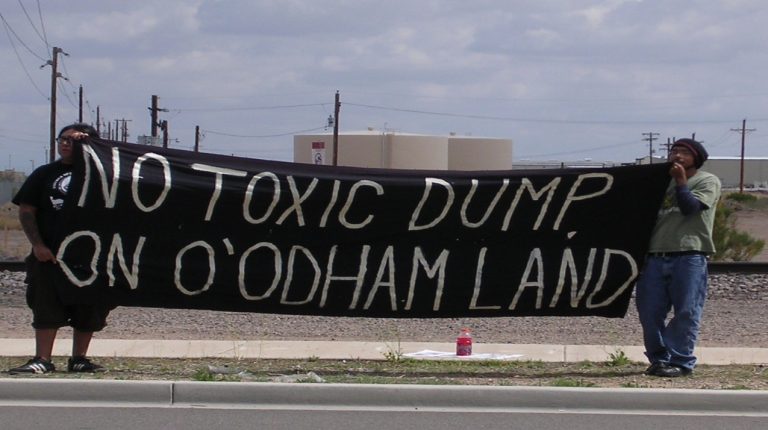 NO TOXIC DUMP
ON O'ODHAM LAND